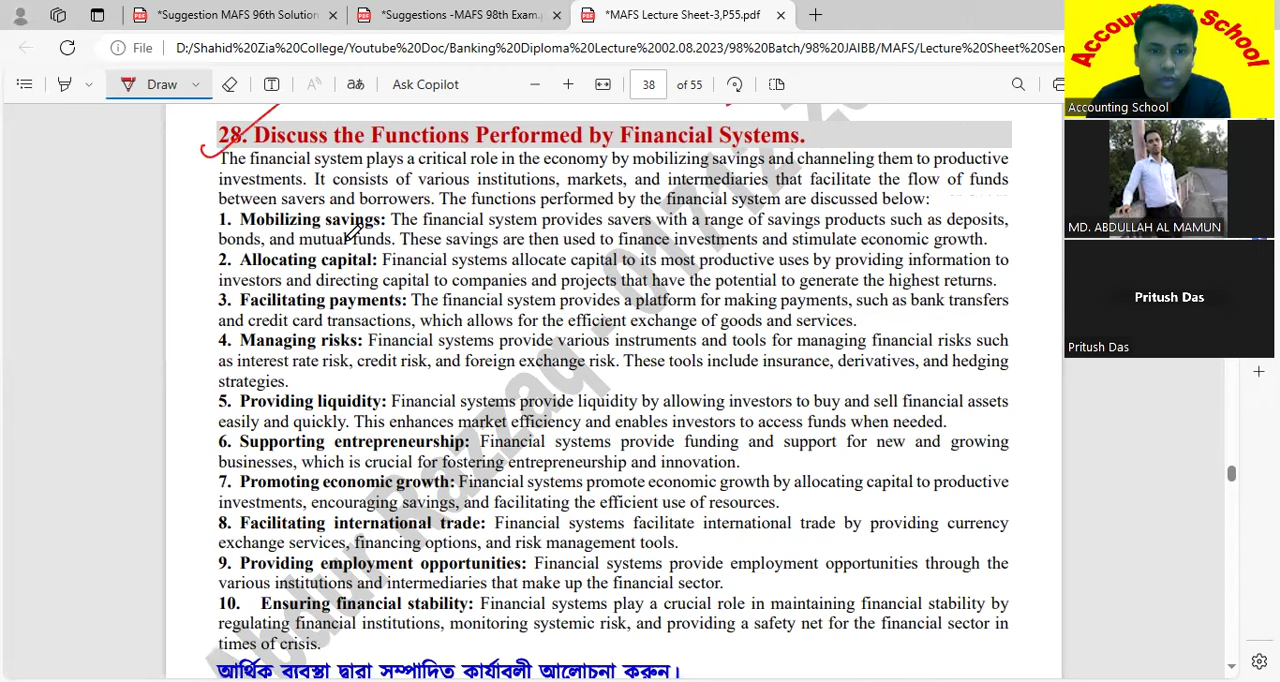 *Suggestion MAFS 96th Solution
*Suggestions -MAFS 98th Exam.
*MAFS Lecture Sheet-3,P55.pdf
File
D:/Shahid%20Zia%20College/Youtube%20Doc/Banking%20Diploma%20Lecture%2002.08.2023/98%20Batch/98%20JAIBB/MAFS/Lecture%20Sheet%20Sen
Draw
aあ
Ask Copilot
38 of 55
Accounting School
Accounting School
MD. ABDULLAH AL MAMUN
Pritush Das
Pritush Das
28. Discuss the Functions Performed by Financial Systems.
The financial system plays a critical role in the economy by mobilizing savings and channeling them to productive
investments. It consists of various institutions, markets, and intermediaries that facilitate the flow of funds
between savers and borrowers. The functions performed by the financial system are discussed below:
1. Mobilizing savings: The financial system provides savers with a range of savings products such as deposits,
bonds, and mutual funds. These savings are then used to finance investments and stimulate economic growth.
2. Allocating capital: Financial systems allocate capital to its most productive uses by providing information to
investors and directing capital to companies and projects that have the potential to generate the highest returns.
3. Facilitating payments: The financial system provides a platform for making payments, such as bank transfers
and credit card transactions, which allows for the efficient exchange of goods and services.
4. Managing risks: Financial systems provide various instruments and tools for managing financial risks such
as interest rate risk, credit risk, and foreign exchange risk. These tools include insurance, derivatives, and hedging
strategies.
5. Providing liquidity: Financial systems provide liquidity by allowing investors to buy and sell financial assets
easily and quickly. This enhances market efficiency and enables investors to access funds when needed.
6. Supporting entrepreneurship: Financial systems provide funding and support for new and growing
businesses, which is crucial for fostering entrepreneurship and innovation.
7. Promoting economic growth: Financial systems promote economic growth by allocating capital to productive
investments, encouraging savings, and facilitating the efficient use of resources.
8. Facilitating international trade: Financial systems facilitate international trade by providing currency
exchange services, financing options, and risk management tools.
9. Providing employment opportunities: Financial systems provide employment opportunities through the
various institutions and intermediaries that make up the financial sector.
10. Ensuring financial stability: Financial systems play a crucial role in maintaining financial stability by
regulating financial institutions, monitoring systemic risk, and providing a safety net for the financial sector in
times of crisis.
আর্থিক ব্যবস্থা দ্বারা সম্পাদিত কার্যাবলী আলোচনা করুন।
Abdur Razzaq - 01712